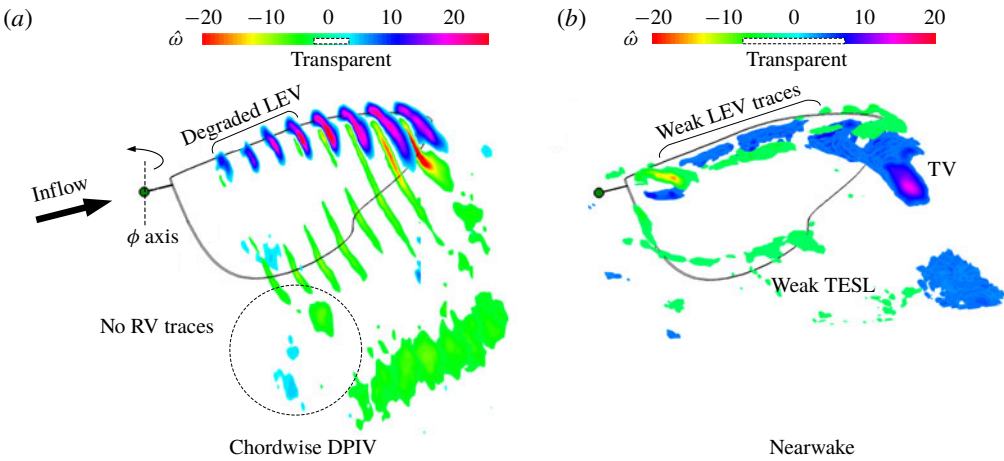 (a)
−20 −10 0 10 20
ω̂
Transparent
Degraded LEV
Inflow
ϕ axis
No RV traces
Chordwise DPIV
(b)
−20 −10 0 10 20
ω̂
Transparent
Weak LEV traces
TV
Weak TESL
Nearwake